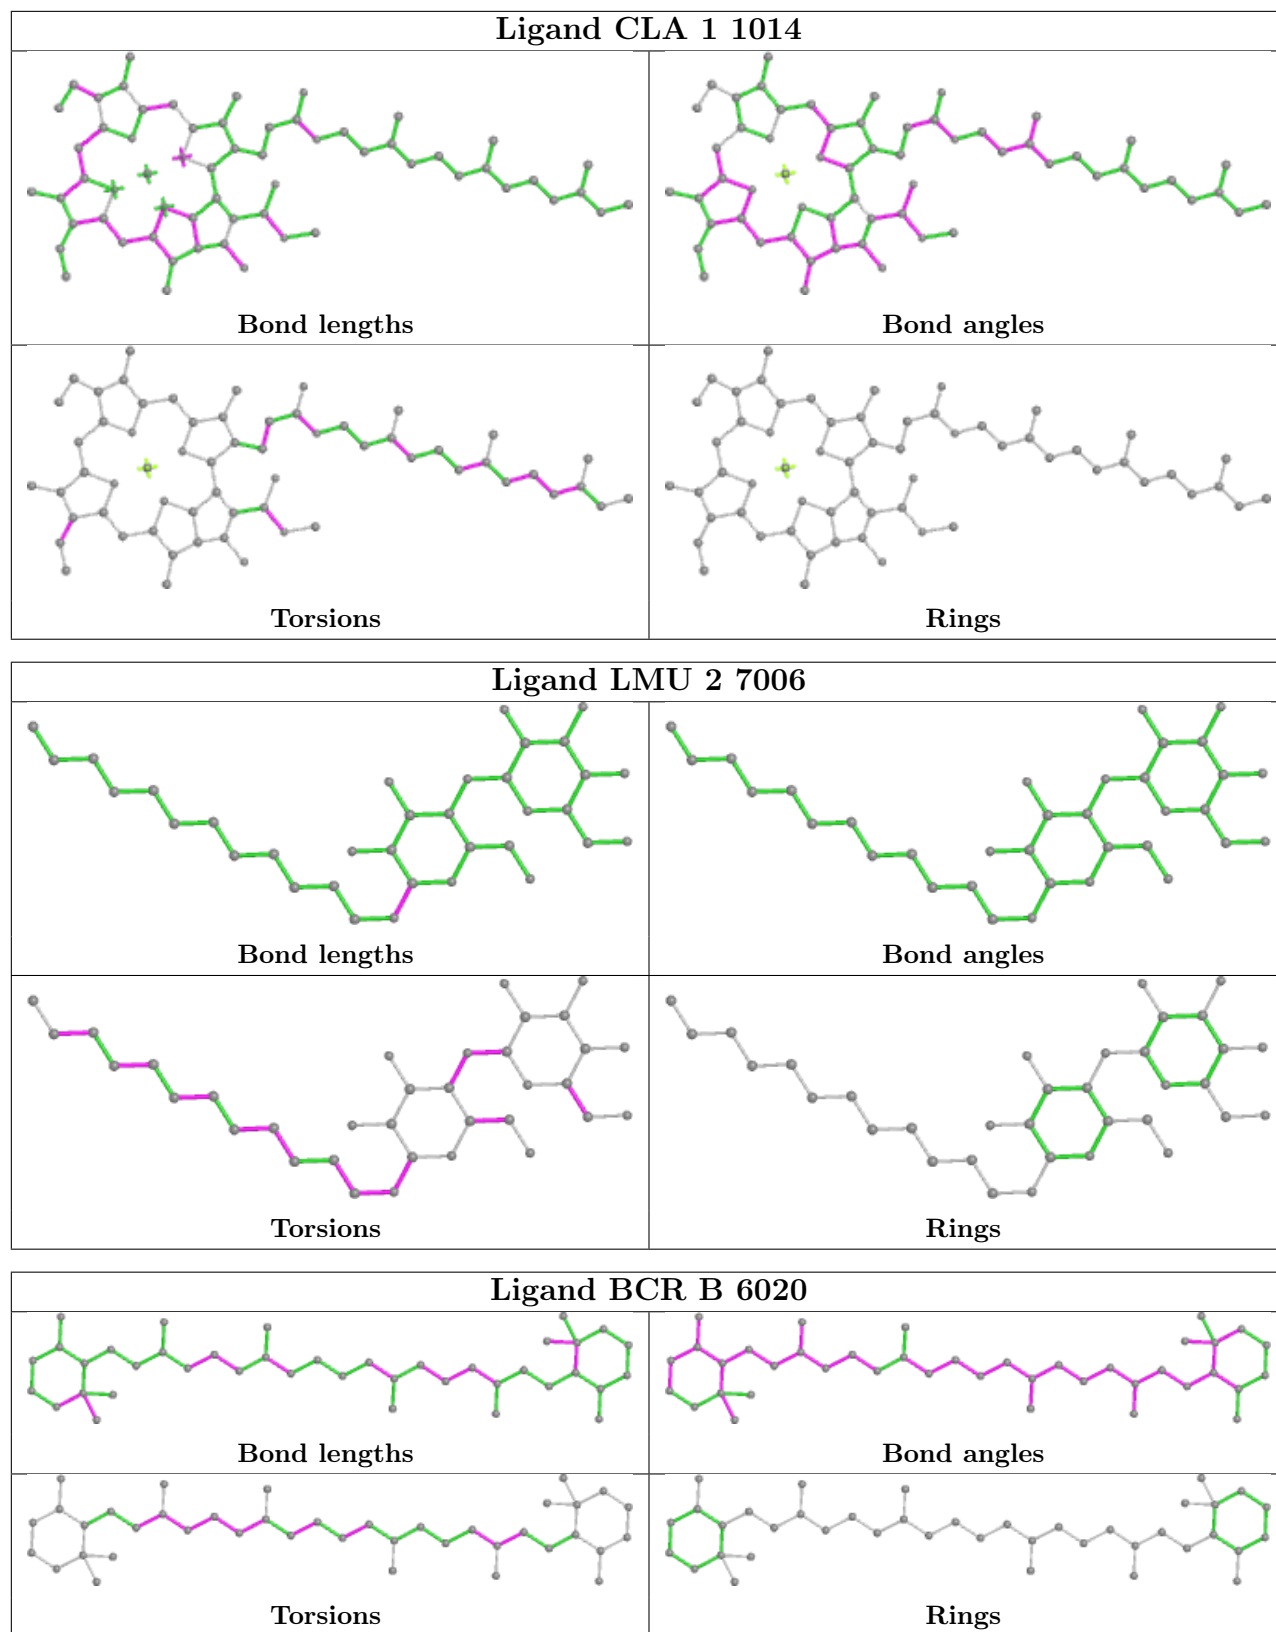 Ligand CLA 1 1014
Bond lengths
Bond angles
Torsions
Rings
Ligand LMU 2 7006
Bond lengths
Bond angles
Torsions
Rings
Ligand BCR B 6020
Bond lengths
Bond angles
Torsions
Rings